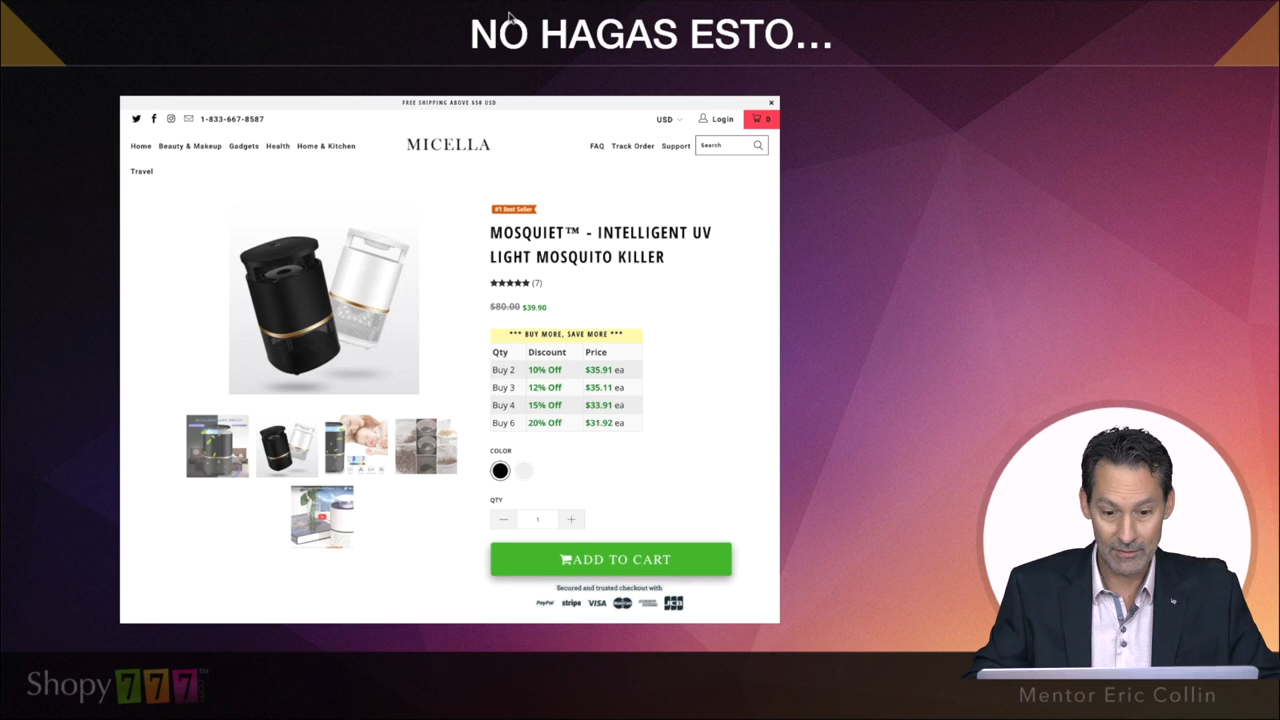 NO HAGAS ESTO...
FREE SHIPPING ABOVE $50 USD
1-833-667-8587
USD
Login
0
Home
Beauty & Makeup
Gadgets
Health
Home & Kitchen
MICELLA
FAQ
Track Order
Support
Search
Travel
#1 Best Seller
MOSQUIET™ - INTELLIGENT UV
LIGHT MOSQUITO KILLER
(7)
$80.00 $39.90
*** BUY MORE, SAVE MORE ***
Qty Discount Price
Buy 2 10% Off $35.91 ea
Buy 3 12% Off $35.11 ea
Buy 4 15% Off $33.91 ea
Buy 6 20% Off $31.92 ea
COLOR
QTY
1
ADD TO CART
Secured and trusted checkout with
PayPal stripe VISA JCB
Shopy777™.com
Mentor Eric Collin